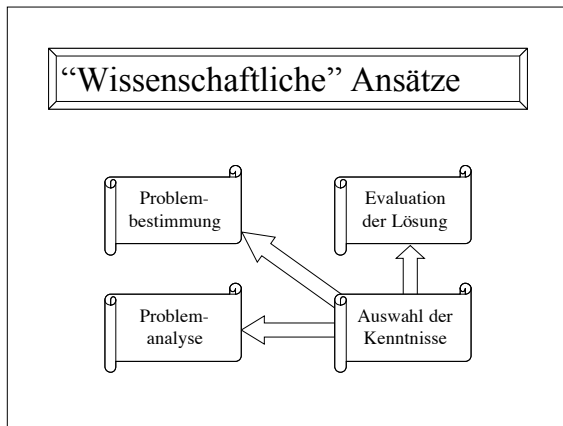 “Wissenschaftliche” Ansätze
Problem-
bestimmung
Evaluation
der Lösung
Problem-
analyse
Auswahl der
Kenntnisse